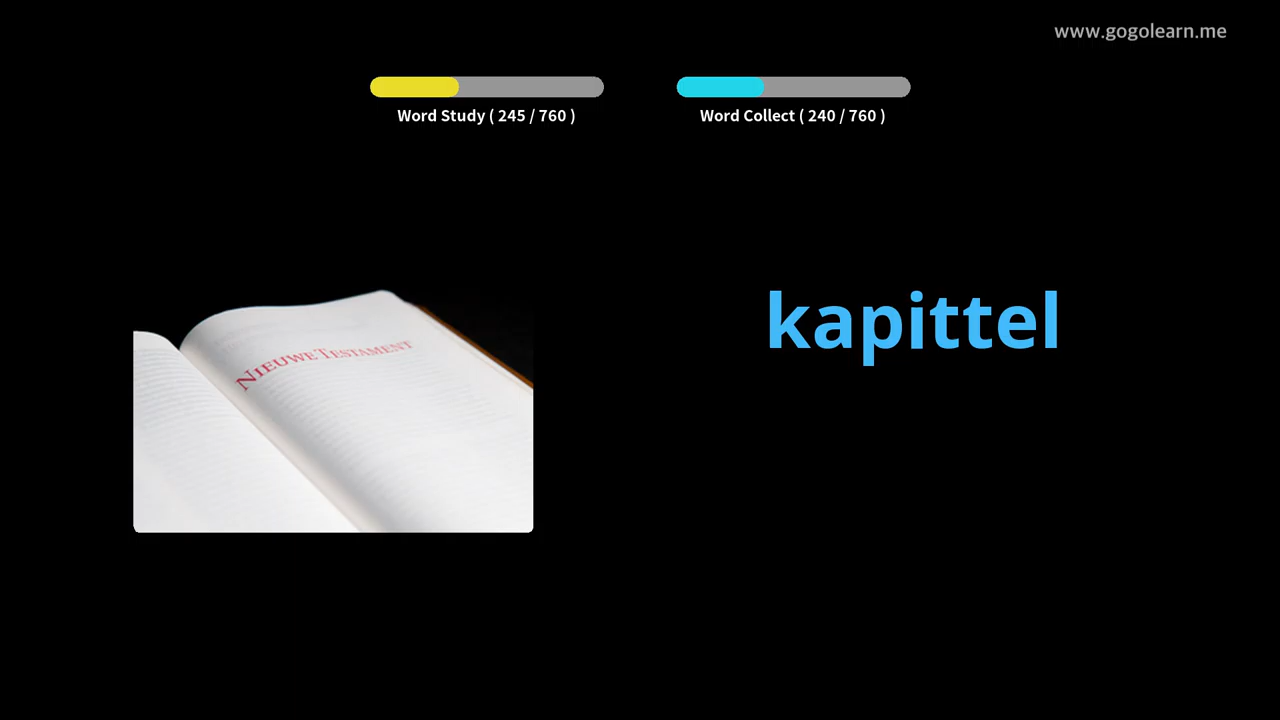 www.gogolearn.me
Word Study ( 245 / 760 )
Word Collect ( 240 / 760 )
kapittel
NIEUWE TESTAMENT